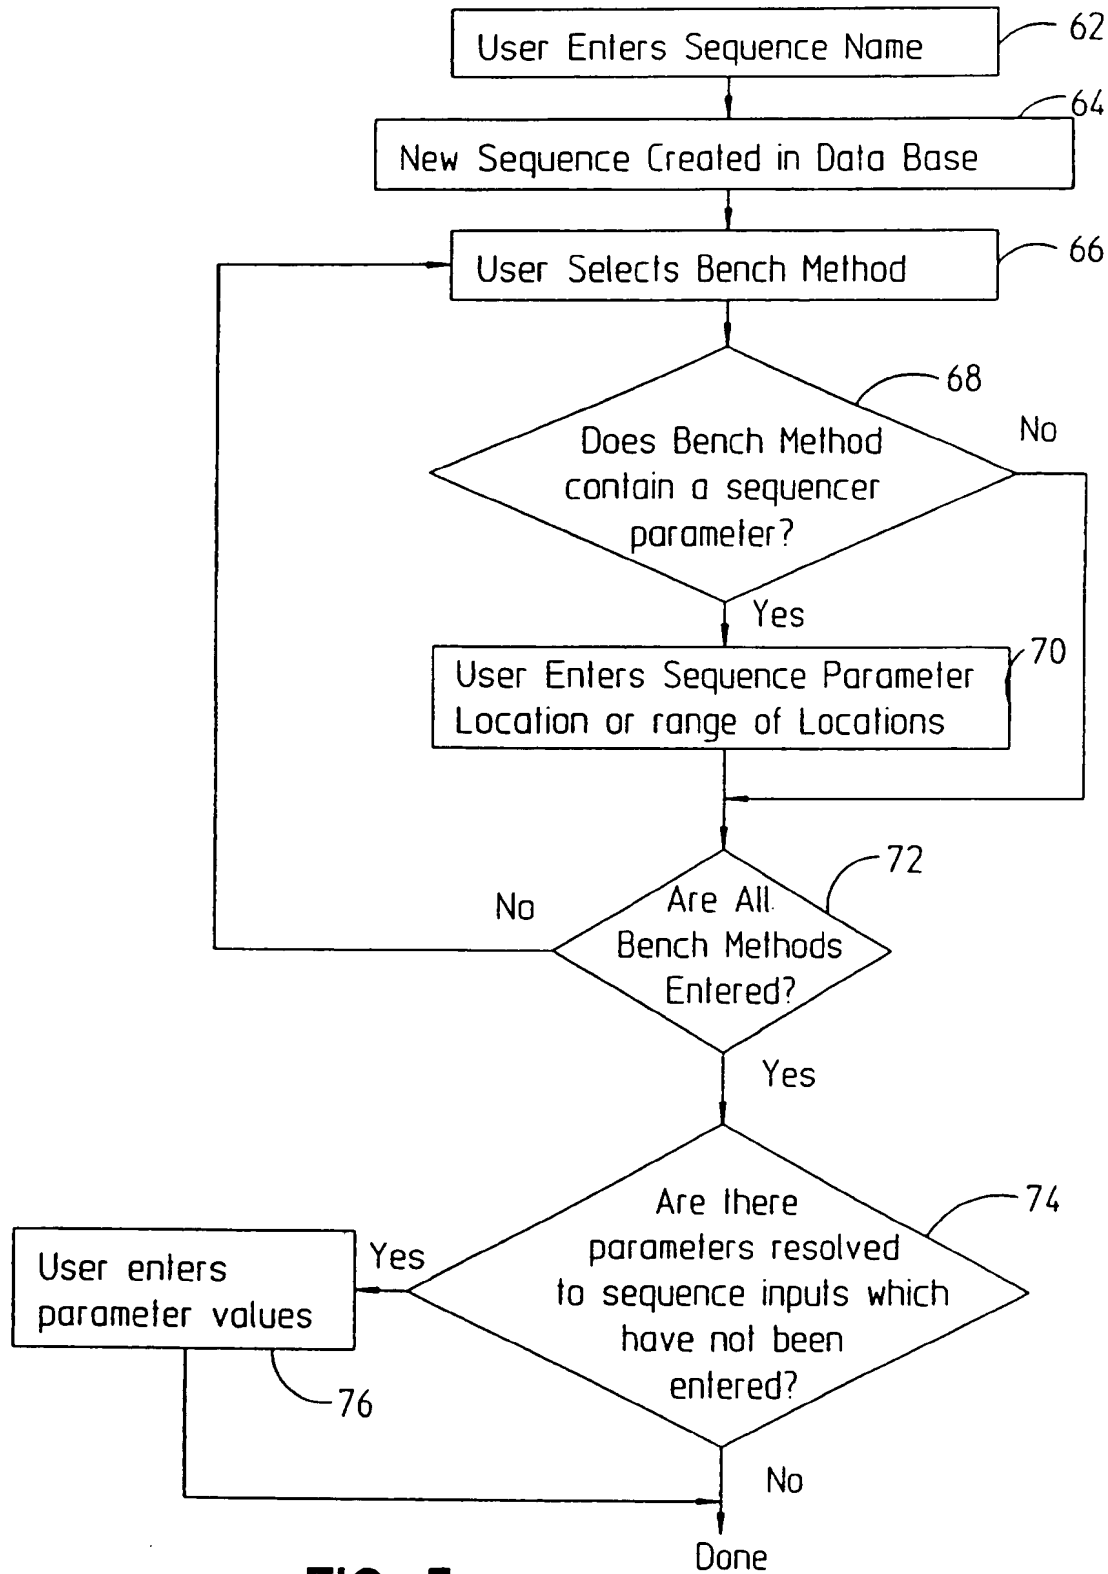 User Enters Sequence Name
62
64
New Sequence Created in Data Base
User Selects Bench Method
66
68
No
Does Bench Method
contain a sequencer
parameter?
Yes
70
User Enters Sequence Parameter
Location or range of Locations
72
No
Are All
Bench Methods
Entered?
Yes
74
Are there
parameters resolved
to sequence inputs which
have not been
entered?
Yes
User enters
parameter values
76
No
Done